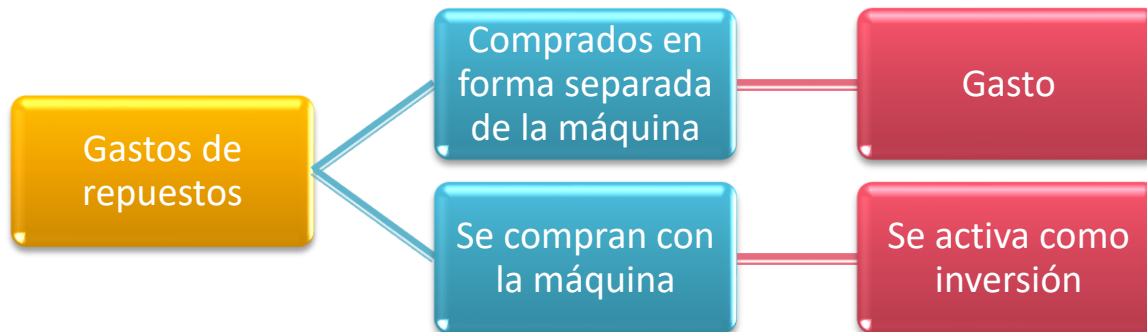 Gastos de
repuestos
Comprados en
forma separada
de la máquina
Gasto
Se compran con
la máquina
Se activa como
inversión